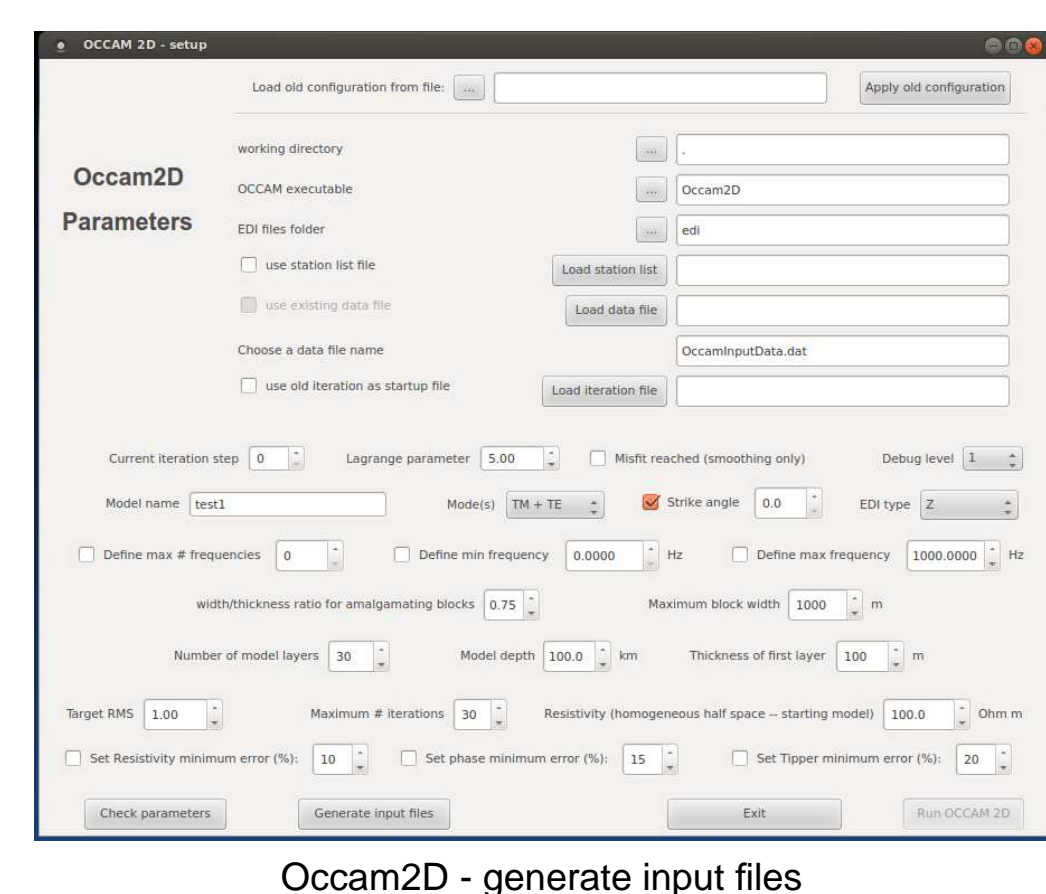 OCCAM 2D - setup
Load old configuration from file: ... Apply old configuration
Occam2D
Parameters
working directory ... .
OCCAM executable ... Occam2D
EDI files folder ... edi
use station list file Load station list
use existing data file Load data file
Choose a data file name OccamInputData.dat
use old iteration as startup file Load iteration file
Current iteration step 0 Lagrange parameter 5.00 Misfit reached (smoothing only) Debug level 1
Model name test1 Mode(s) TM + TE Strike angle 0.0 EDI type Z
Define max # frequencies 0 Define min frequency 0.0000 Hz Define max frequency 1000.0000 Hz
width/thickness ratio for amalgamating blocks 0.75 Maximum block width 1000 m
Number of model layers 30 Model depth 100.0 km Thickness of first layer 100 m
Target RMS 1.00 Maximum # iterations 30 Resistivity (homogeneous half space -- starting model) 100.0 Ohm m
Set Resistivity minimum error (%): 10 Set phase minimum error (%): 15 Set Tipper minimum error (%): 20
Check parameters Generate input files Exit Run OCCAM 2D
Occam2D - generate input files